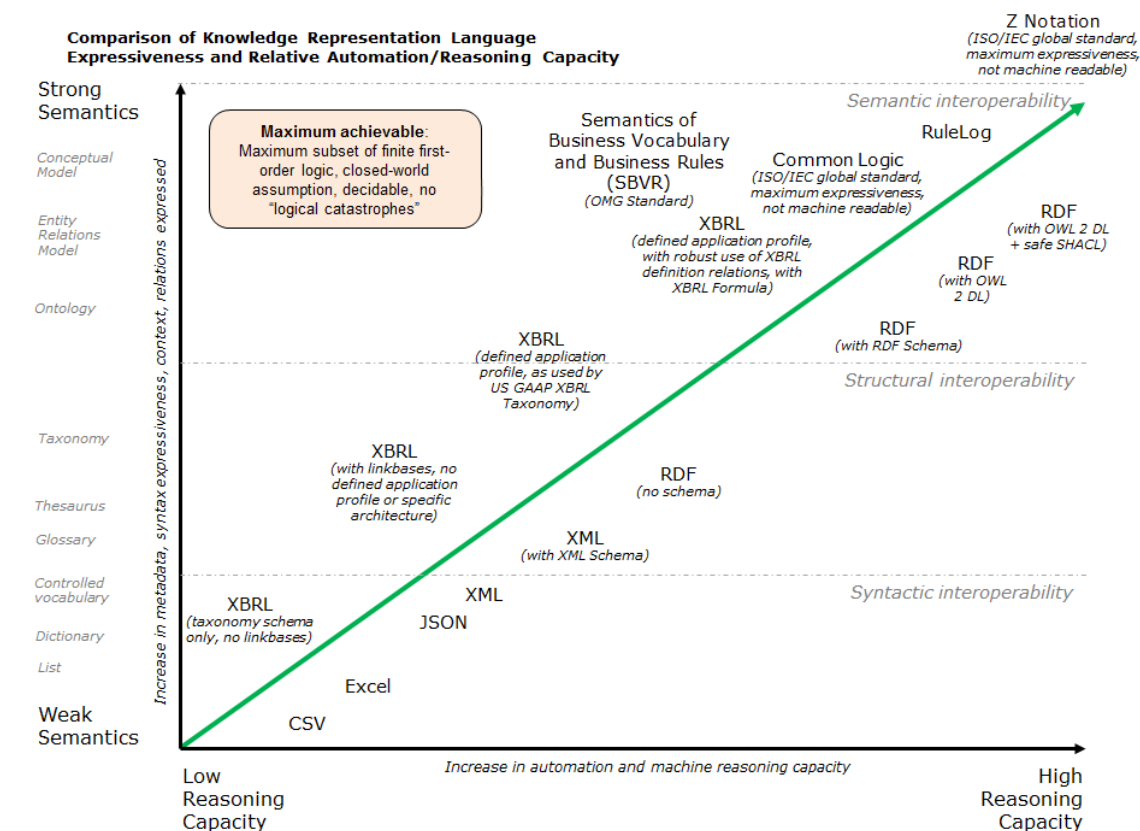 Comparison of Knowledge Representation Language
Expressiveness and Relative Automation/Reasoning Capacity
Z Notation
(ISO/IEC global standard,
maximum expressiveness,
not machine readable)
Strong
Semantics
Semantic interoperability
Maximum achievable:
Maximum subset of finite first-
order logic, closed-world
assumption, decidable, no
“logical catastrophes”
Semantics of
Business Vocabulary
and Business Rules
(SBVR)
(OMG Standard)
RuleLog
Common Logic
(ISO/IEC global standard,
maximum expressiveness,
not machine readable)
Conceptual
Model
Entity
Relations
Model
XBRL
(defined application profile,
with robust use of XBRL
definition relations, with
XBRL Formula)
RDF
(with OWL 2 DL
+ safe SHACL)
RDF
(with OWL
2 DL)
Ontology
RDF
(with RDF Schema)
XBRL
(defined application
profile, as used by
US GAAP XBRL
Taxonomy)
Structural interoperability
Taxonomy
XBRL
(with linkbases, no
defined application
profile or specific
architecture)
RDF
(no schema)
Thesaurus
Glossary
XML
(with XML Schema)
Controlled
vocabulary
XBRL
(taxonomy schema
only, no linkbases)
XML
JSON
Syntactic interoperability
Dictionary
List
Excel
CSV
Weak
Semantics
Increase in metadata, syntax expressiveness, context, relations expressed
Increase in automation and machine reasoning capacity
Low
Reasoning
Capacity
High
Reasoning
Capacity